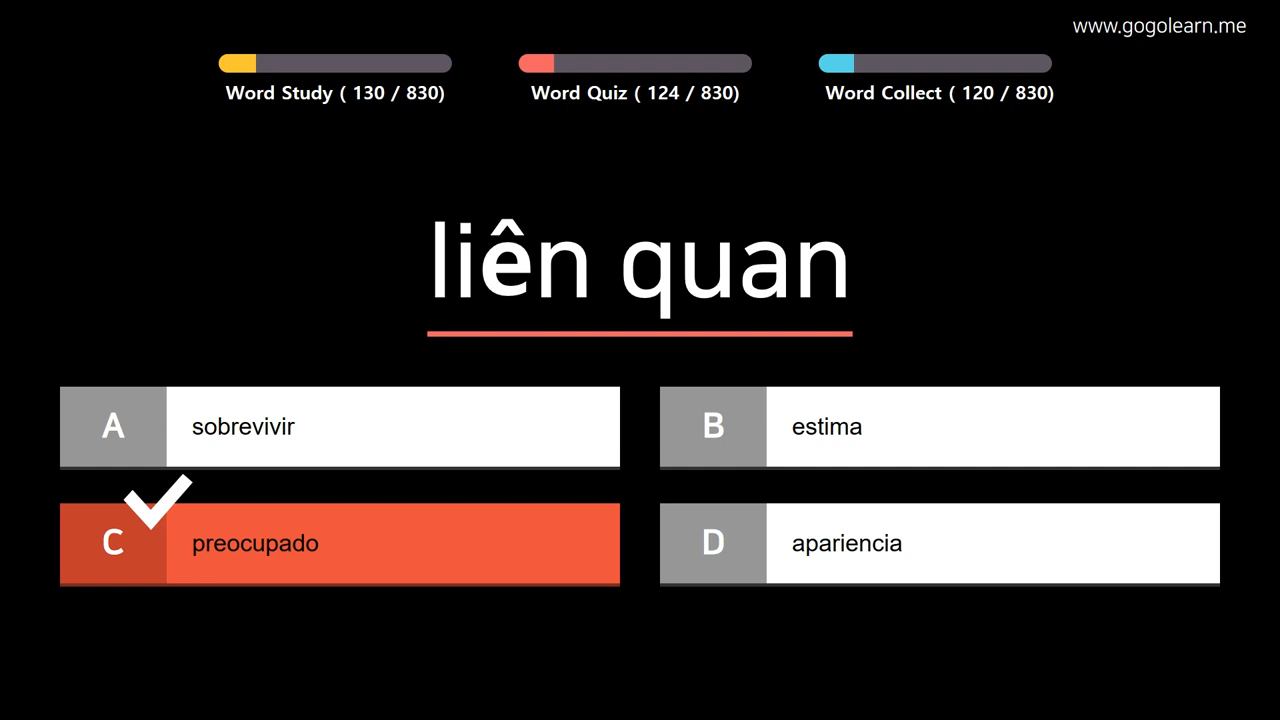 www.gogolearn.me
Word Study ( 130 / 830)
Word Quiz ( 124 / 830)
Word Collect ( 120 / 830)
liên quan
A sobrevivir
B estima
C preocupado
D apariencia